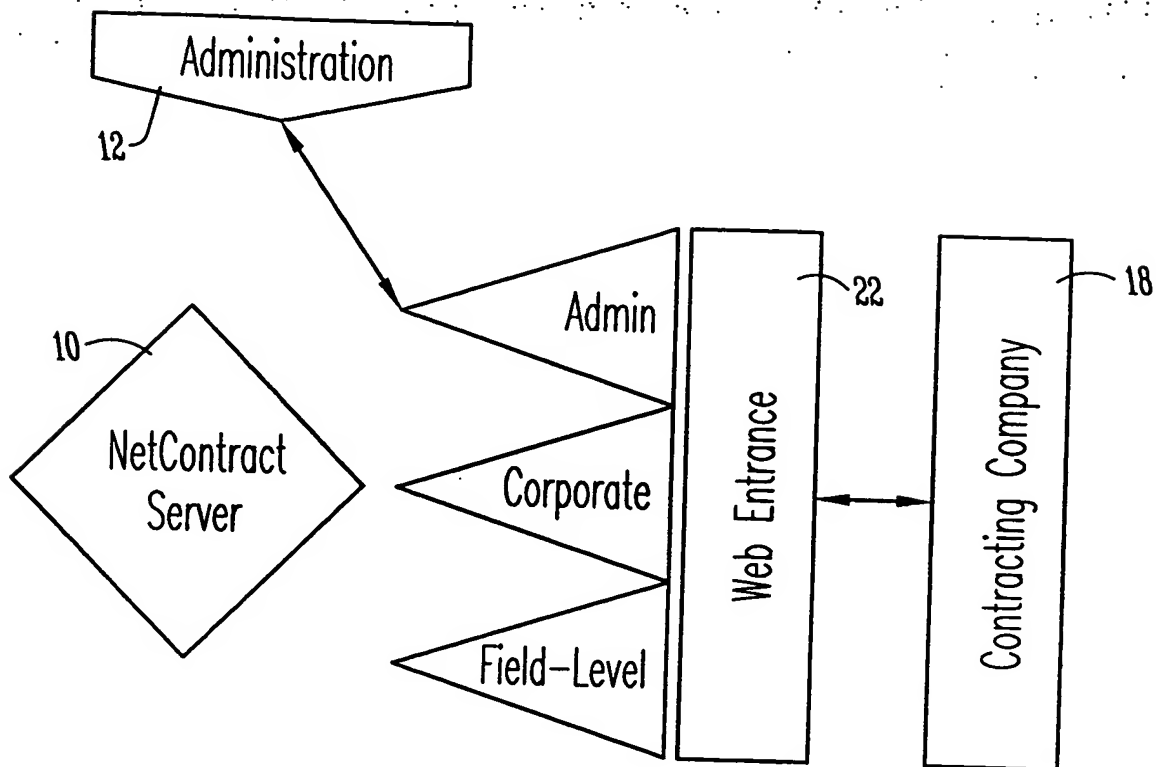 Administration
12
10
NetContract
Server
Admin
Corporate
Field-Level
Web Entrance
22
Contracting Company
18